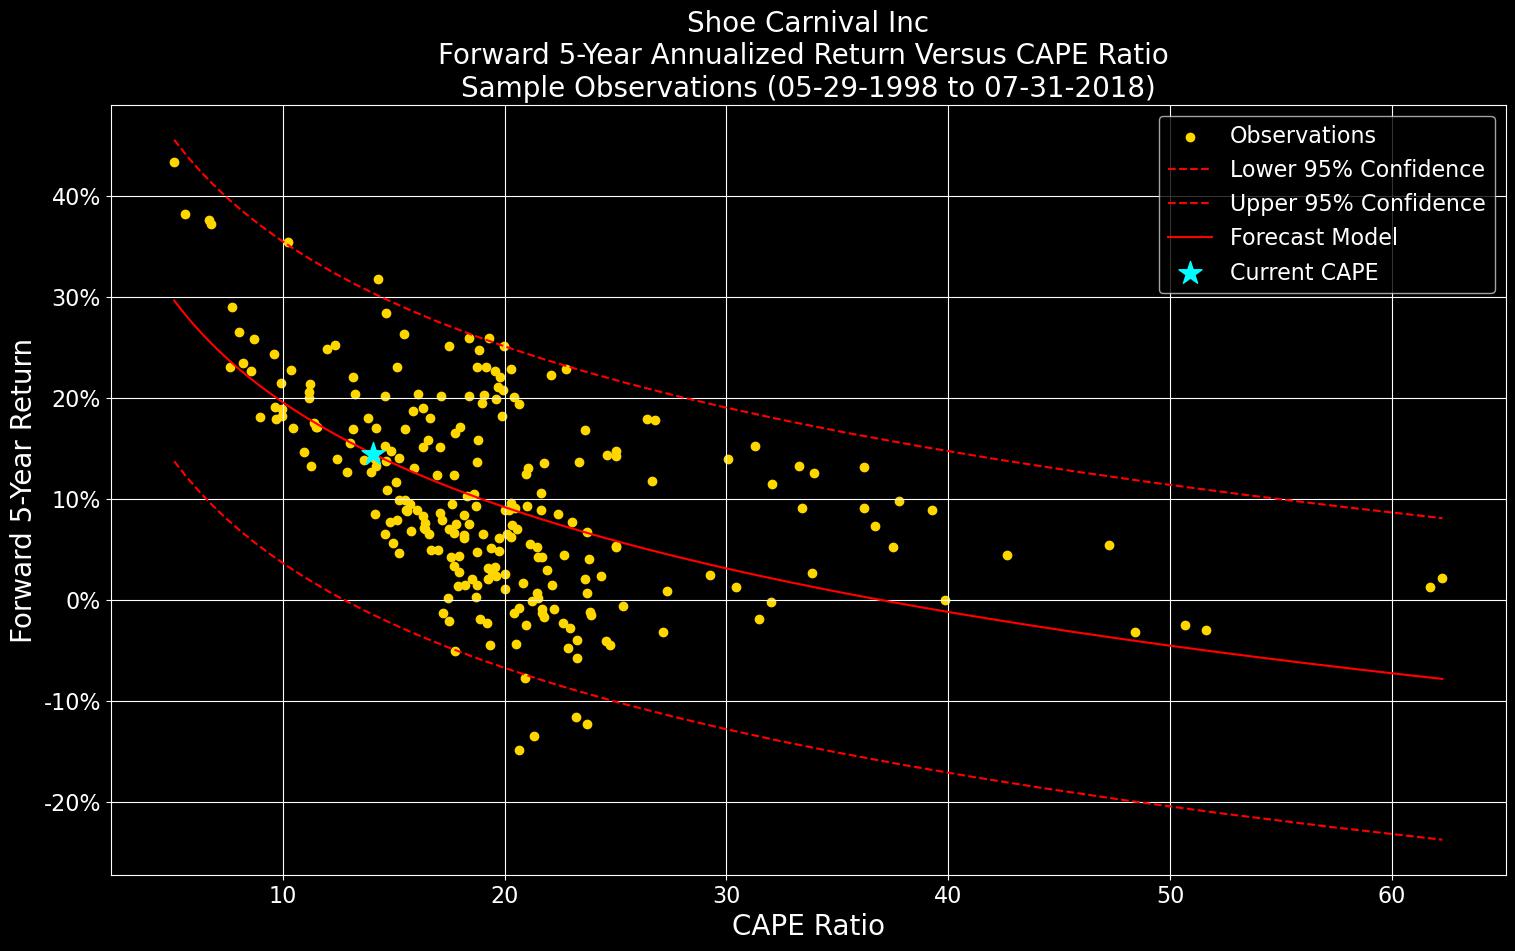 Shoe Carnival Inc
Forward 5-Year Annualized Return Versus CAPE Ratio
Sample Observations (05-29-1998 to 07-31-2018)
Observations
Lower 95% Confidence
Upper 95% Confidence
Forecast Model
Current CAPE
Forward 5-Year Return
40%
30%
20%
10%
0%
-10%
-20%
10 20 30 40 50 60
CAPE Ratio